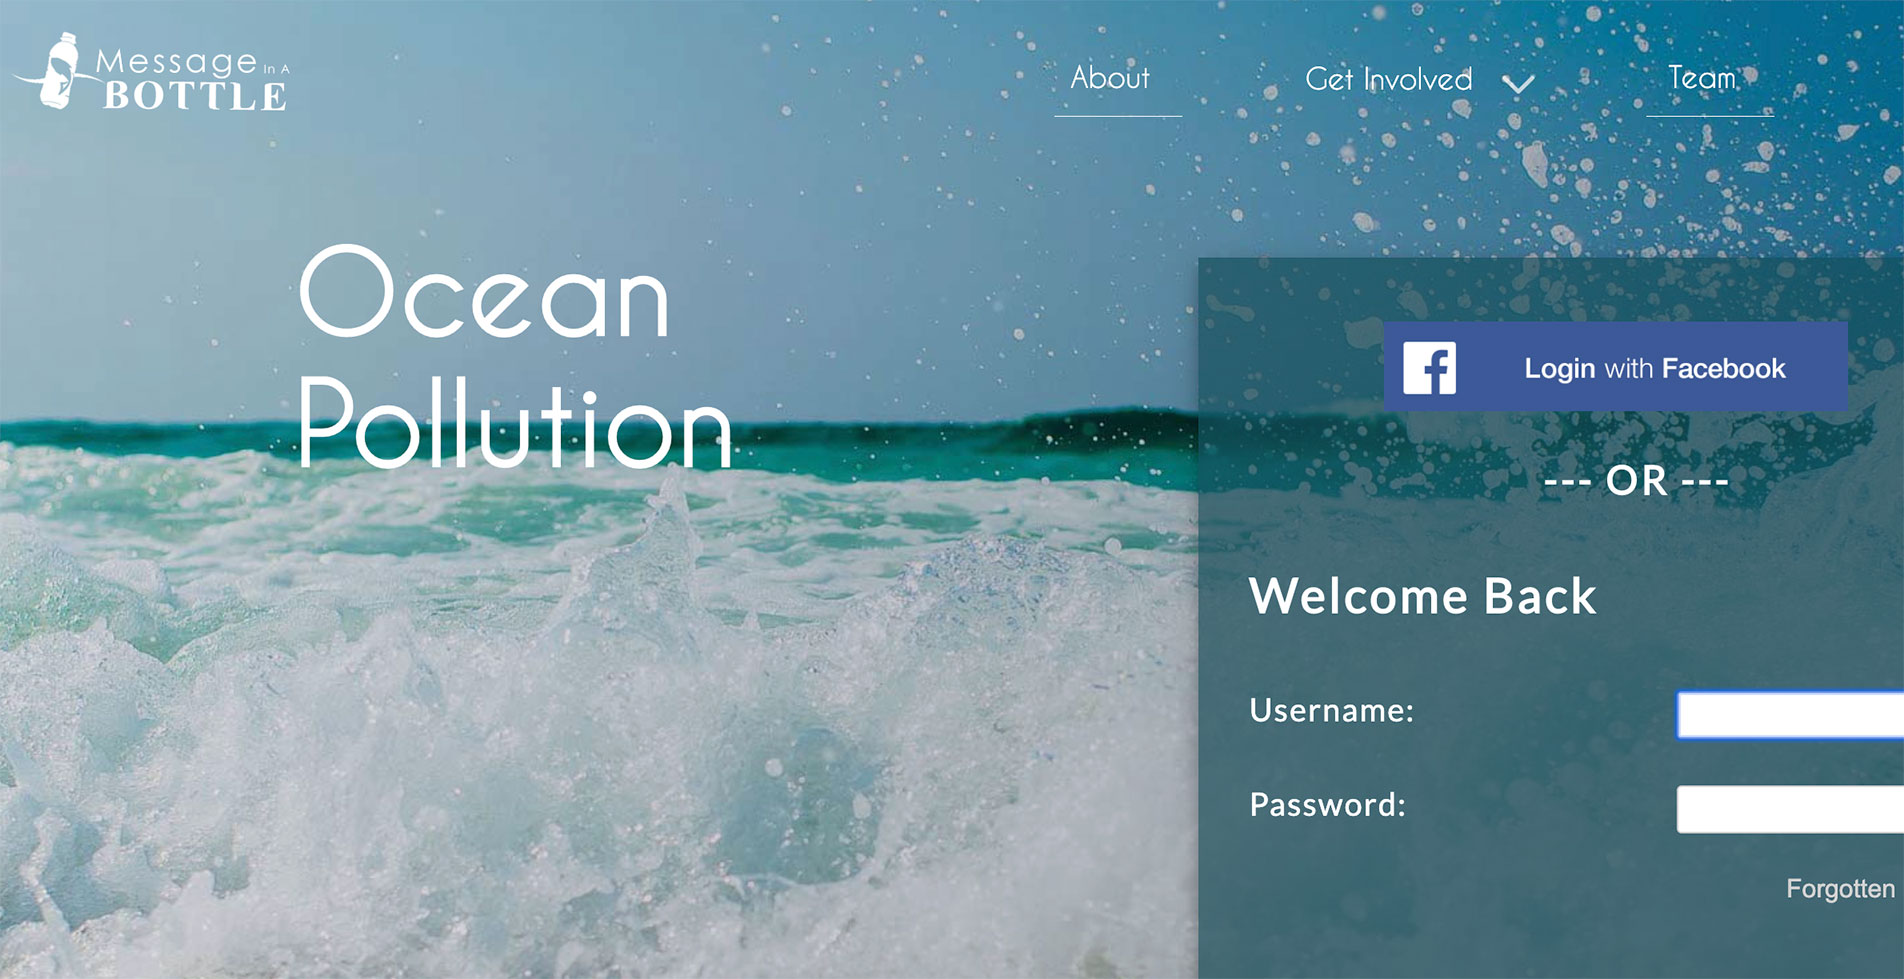 Message In A
BOTTLE
About
Get Involved
Team
Ocean
Pollution
Login with Facebook
--- OR ---
Welcome Back
Username:
Password:
Forgotten